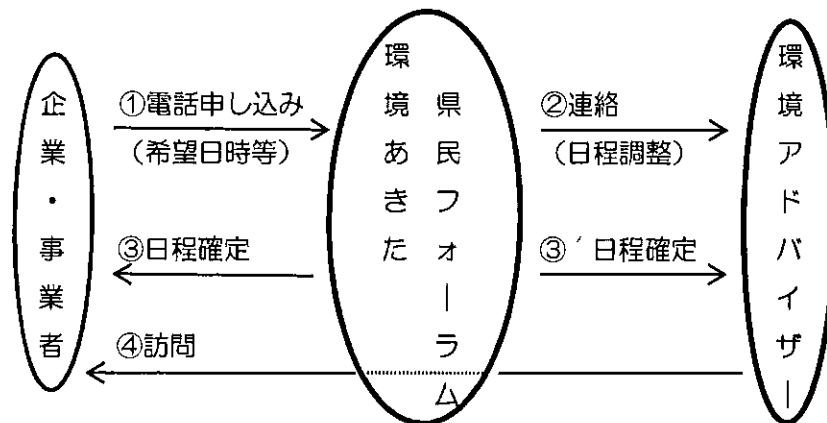 企業・事業者
①電話申し込み
(希望日時等)
③日程確定
④訪問
環境あきた
県民フォーラム
②連絡
(日程調整)
③´日程確定
環境アドバイザー